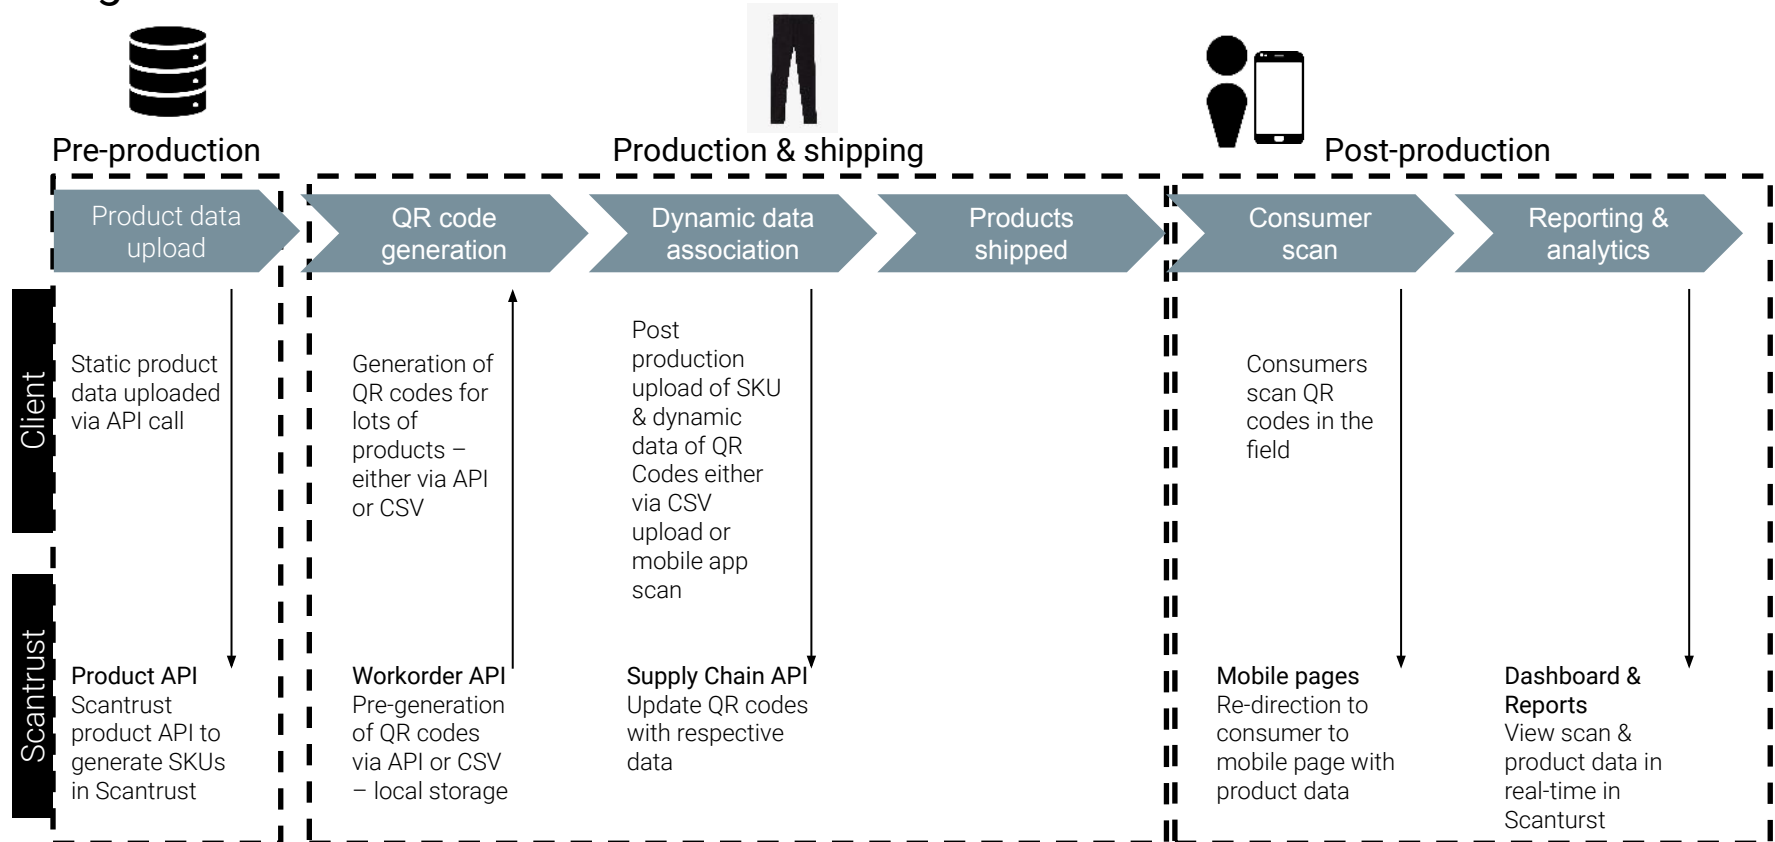 Pre-production
Production & shipping
Post-production
Product data
upload
QR code
generation
Dynamic data
association
Products
shipped
Consumer
scan
Reporting &
analytics
Client
Static product
data uploaded
via API call
Generation of
QR codes for
lots of
products –
either via API
or CSV
Post
production
upload of SKU
& dynamic
data of QR
Codes either
via CSV
upload or
mobile app
scan
Consumers
scan QR
codes in the
field
Scantrust
Product API
Scantrust
product API to
generate SKUs
in Scantrust
Workorder API
Pre-generation
of QR codes
via API or CSV
– local storage
Supply Chain API
Update QR codes
with respective
data
Mobile pages
Re-direction to
consumer to
mobile page with
product data
Dashboard &
Reports
View scan &
product data in
real-time in
Scanturst